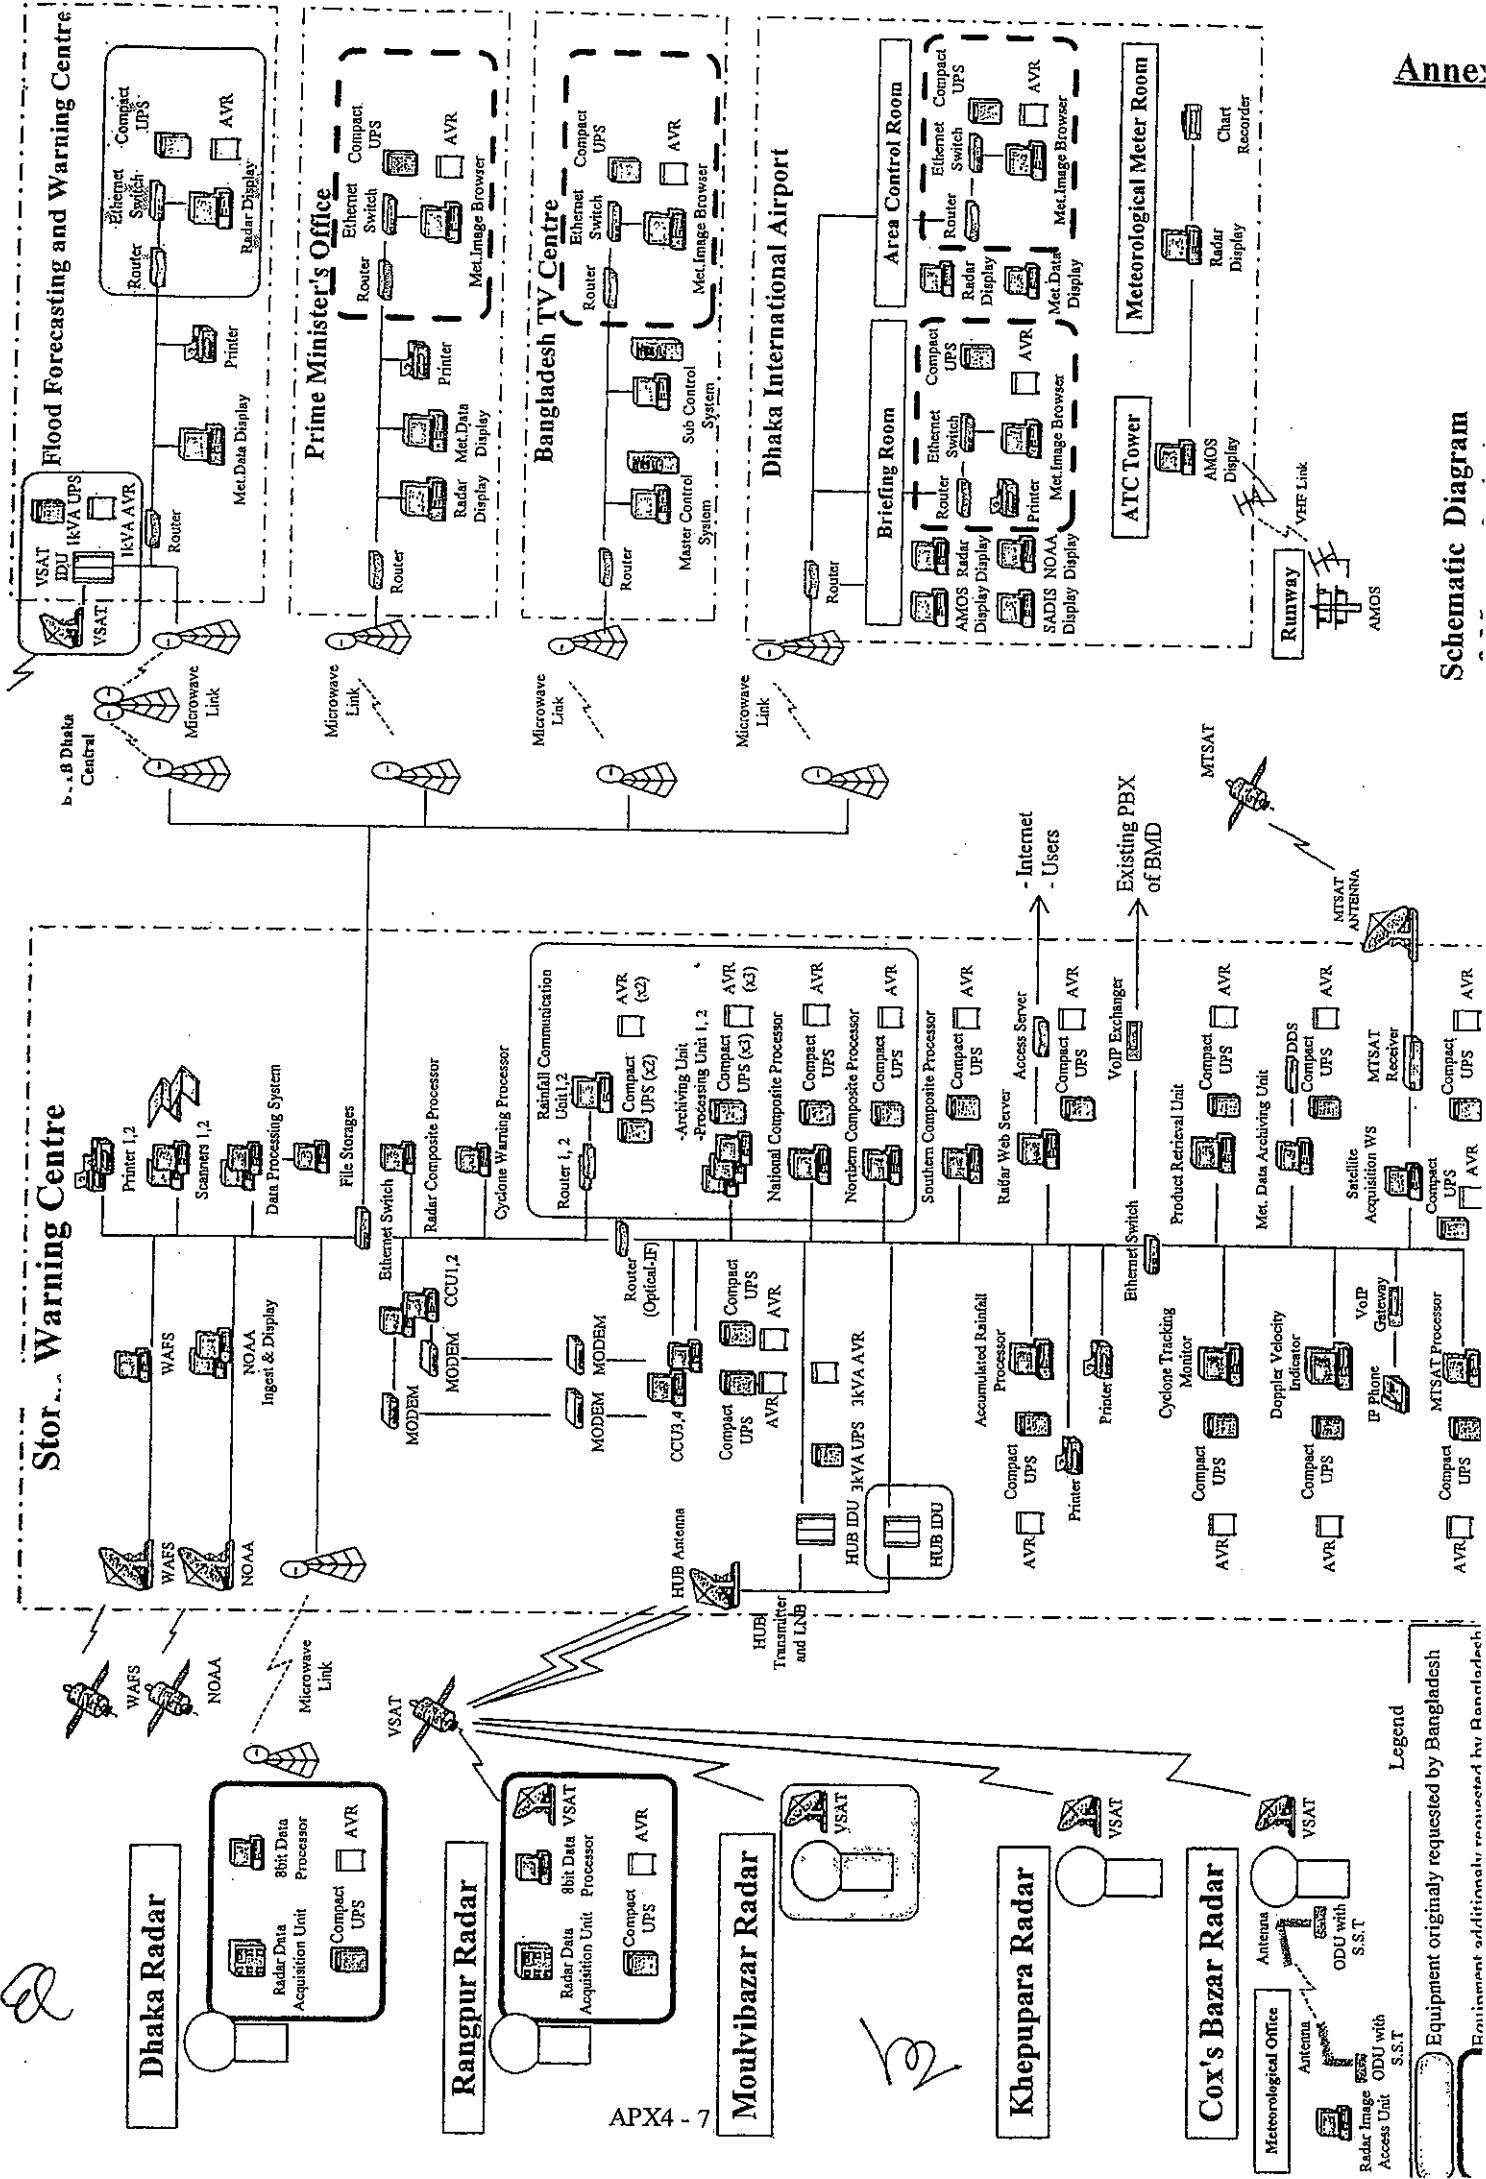 Annex
Schematic Diagram
APX4 - 7
Dhaka Radar
Radar Data
Acquisition Unit
8bit Data
Processor
Compact
UPS
AVR
Rangpur Radar
Radar Data
Acquisition Unit
8bit Data
Processor
VSAT
Compact
UPS
AVR
Moulvibazar Radar
VSAT
Khepupara Radar
VSAT
Cox's Bazar Radar
VSAT
Antenna
ODU with
S.S.T
Meteorological Office
Antenna
ODU with
S.S.T
Radar Image
Access Unit
Legend
Equipment originaly requested by Bangladesh
Equipment additionaly requested by Bangladesh
WAFS
NOAA
Microwave
Link
VSAT
Warning Centre
WAFS
NOAA
WAFS
NOAA
Ingest & Display
Printer 1,2
Scanners 1,2
Data Processing System
File Storages
Ethernet Switch
Radar Composite Processor
CCU1,2
Cyclone Warning Processor
MODEM
MODEM
MODEM
MODEM
Router
(Optical-IF)
CCU3,4
Compact
UPS
AVR
Compact
UPS
AVR
HUB Antenna
HUB
Transmitter
and LNB
HUB IDU
3kVA UPS
3kVA AVR
HUB IDU
Rainfall Communication
Unit1,2
Router 1, 2
Compact
UPS (x2)
AVR
(x2)
-Archiving Unit
-Processing Unit 1, 2
Compact
UPS (x3)
AVR
(x3)
National Composite Processor
Compact
UPS
AVR
Northern Composite Processor
Compact
UPS
AVR
Southern Composite Processor
Compact
UPS
AVR
Radar Web Server
Access Server
Compact
UPS
AVR
- Internet
- Users
Accumulated Rainfall
Processor
Compact
UPS
AVR
Printer
Printer
Ethernet Switch
VoIP Exchanger
Existing PBX
of BMD
Product Retrieval Unit
Compact
UPS
AVR
Cyclone Tracking
Monitor
Compact
UPS
AVR
Met. Data Archiving Unit
DDS
Compact
UPS
AVR
Doppler Velocity
Indicator
Compact
UPS
AVR
VoIP
Gateway
IP Phone
Satellite
Acquisition WS
Compact
UPS
AVR
MTSAT
Receiver
Compact
UPS
AVR
MTSAT
ANTENNA
MTSAT
MTSAT Processor
Compact
UPS
AVR
Dhaka
Central
Microwave
Link
Microwave
Link
Microwave
Link
Microwave
Link
Flood Forecasting and Warning Centre
VSAT
VSAT
IDU
1kVA UPS
1kVA AVR
Router
Met.Data Display
Printer
Router
Ethernet
Switch
Compact
UPS
Radar Display
AVR
Prime Minister's Office
Router
Radar
Display
Met.Data
Display
Printer
Router
Ethernet
Switch
Compact
UPS
Met.Image Browser
AVR
Bangladesh TV Centre
Router
Master Control
System
Sub Control
System
Router
Ethernet
Switch
Compact
UPS
Met.Image Browser
AVR
Dhaka International Airport
Router
Briefing Room
AMOS
Display
Radar
Display
SADIS
Display
NOAA
Display
Router
Ethernet
Switch
Compact
UPS
Printer
Met.Image Browser
AVR
Area Control Room
Radar
Display
Met.Data
Display
Router
Ethernet
Switch
Compact
UPS
Met.Image Browser
AVR
ATC Tower
AMOS
Display
Meteorological Meter Room
Radar
Display
Chart
Recorder
VHF Link
Runway
AMOS